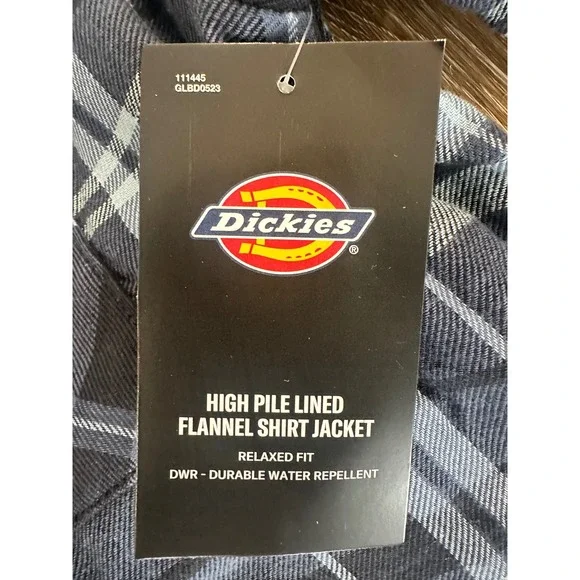 111445
GLBD0523
Dickies
®
HIGH PILE LINED
FLANNEL SHIRT JACKET
RELAXED FIT
DWR - DURABLE WATER REPELLENT